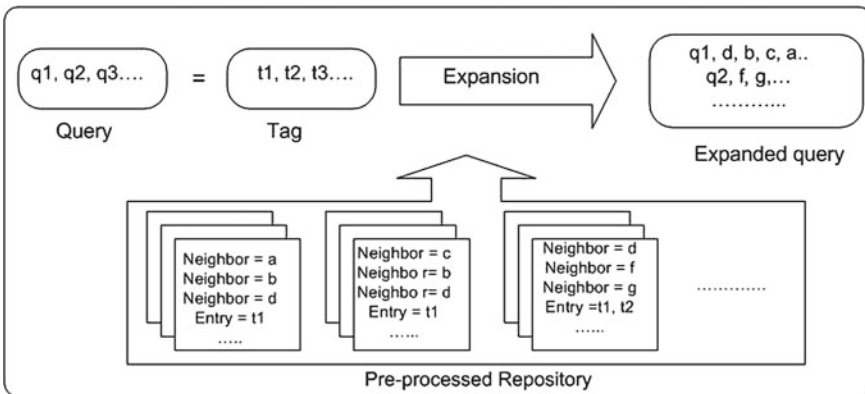 q1, q2, q3….
=
t1, t2, t3….
Expansion
q1, d, b, c, a..
q2, f, g,…
…………...
Query
Tag
Expanded query
Neighbor = a
Neighbor = b
Neighbor = d
Entry = t1
…..
Neighbor = c
Neighbo r= b
Neighbo r= d
Entry = t1
…...
Neighbor = d
Neighbor = f
Neighbor = g
Entry =t1, t2
…...
………….
Pre-processed Repository